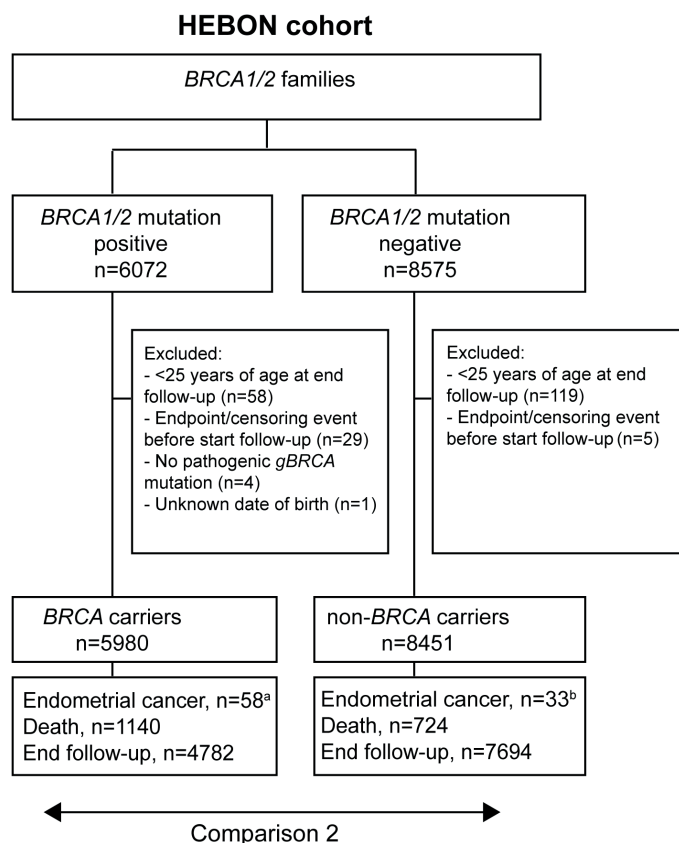 HEBON cohort
BRCA1/2 families
BRCA1/2 mutation
positive
n=6072
BRCA1/2 mutation
negative
n=8575
Excluded:
- <25 years of age at end
follow-up (n=58)
- Endpoint/censoring event
before start follow-up (n=29)
- No pathogenic gBRCA
mutation (n=4)
- Unknown date of birth (n=1)
Excluded:
- <25 years of age at end
follow-up (n=119)
- Endpoint/censoring event
before start follow-up (n=5)
BRCA carriers
n=5980
non-BRCA carriers
n=8451
Endometrial cancer, n=58ᵃ
Death, n=1140
End follow-up, n=4782
Endometrial cancer, n=33ᵇ
Death, n=724
End follow-up, n=7694
Comparison 2